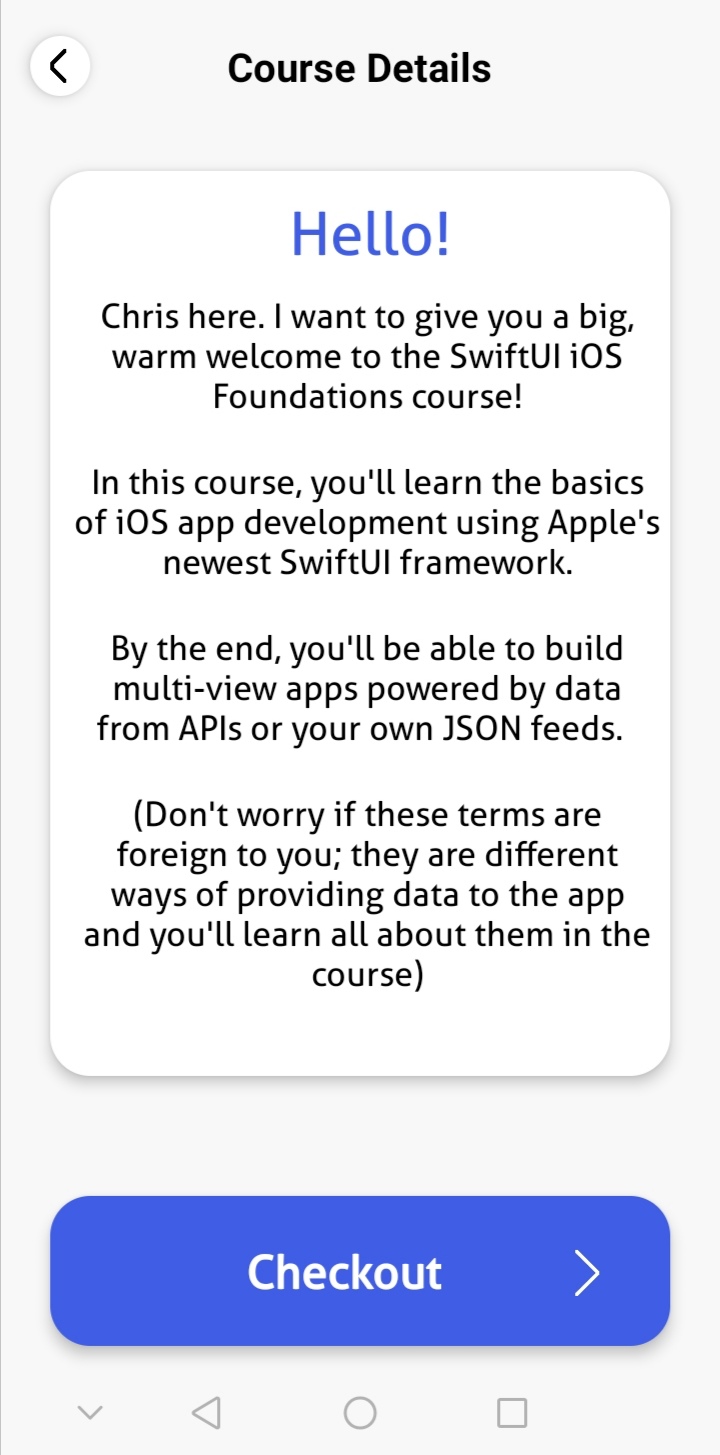 Course Details
Hello!
Chris here. I want to give you a big,
warm welcome to the SwiftUI iOS
Foundations course!
In this course, you'll learn the basics
of iOS app development using Apple's
newest SwiftUI framework.
By the end, you'll be able to build
multi-view apps powered by data
from APIs or your own JSON feeds.
(Don't worry if these terms are
foreign to you; they are different
ways of providing data to the app
and you'll learn all about them in the
course)
Checkout